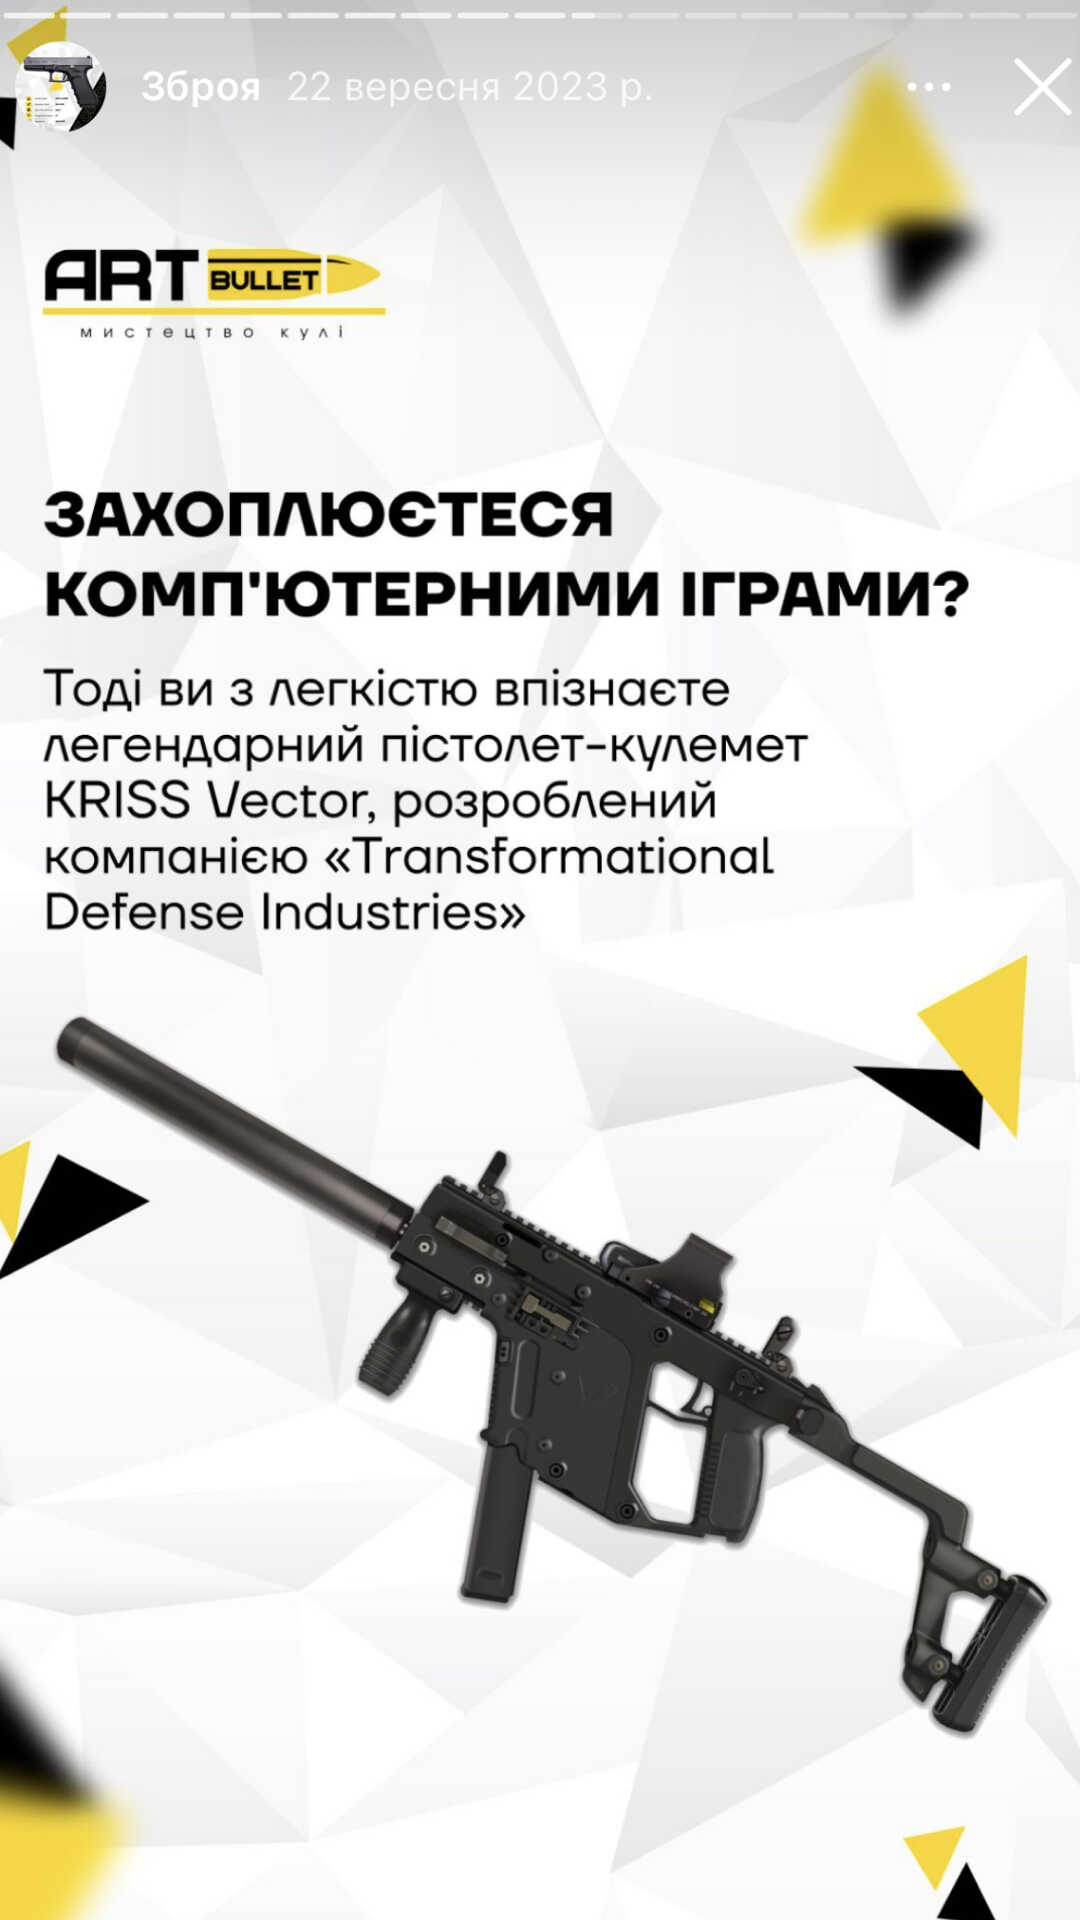 Зброя 22 вересня 2023 р.
ART BULLET
мистецтво кулі
ЗАХОПЛЮЄТЕСЯ
КОМП'ЮТЕРНИМИ ІГРАМИ?
Тоді ви з легкістю впізнаєте
легендарний пістолет-кулемет
KRISS Vector, розроблений
компанією «Transformational
Defense Industries»